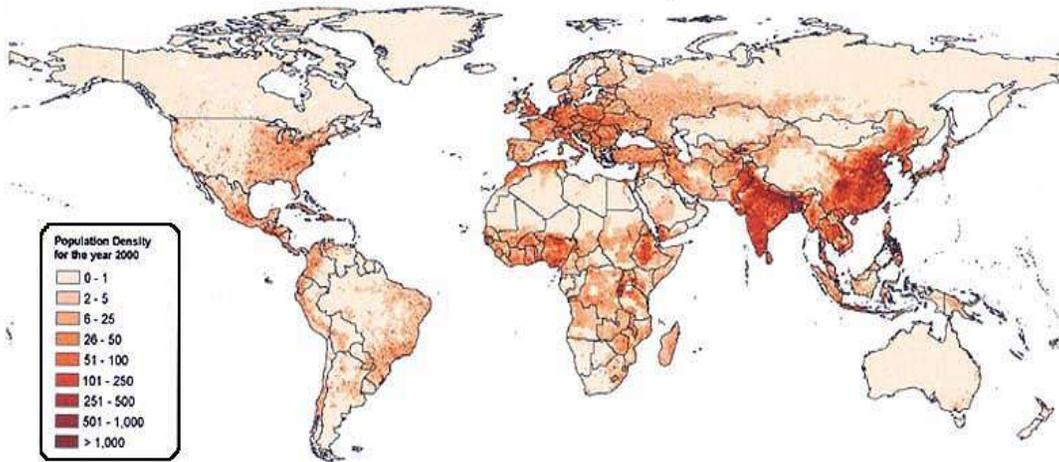 Population Density
for the year 2000
0 - 1
2 - 5
6 - 25
26 - 50
51 - 100
101 - 250
251 - 500
501 - 1,000
> 1,000